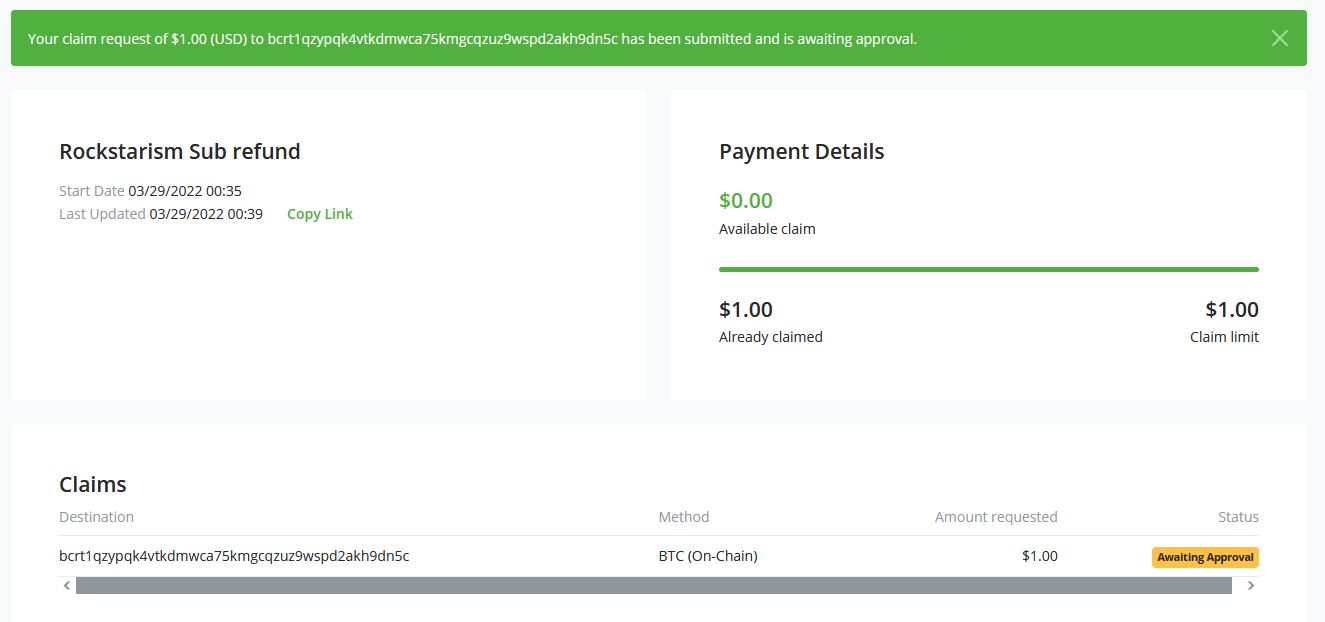 Your claim request of $1.00 (USD) to bcrt1qzypqk4vtkdmwca75kmgcqzuz9wspd2akh9dn5c has been submitted and is awaiting approval.
Rockstarism Sub refund
Start Date 03/29/2022 00:35
Last Updated 03/29/2022 00:39 Copy Link
Payment Details
$0.00
Available claim
$1.00 $1.00
Already claimed Claim limit
Claims
Destination Method Amount requested Status
bcrt1qzypqk4vtkdmwca75kmgcqzuz9wspd2akh9dn5c BTC (On-Chain) $1.00 Awaiting Approval